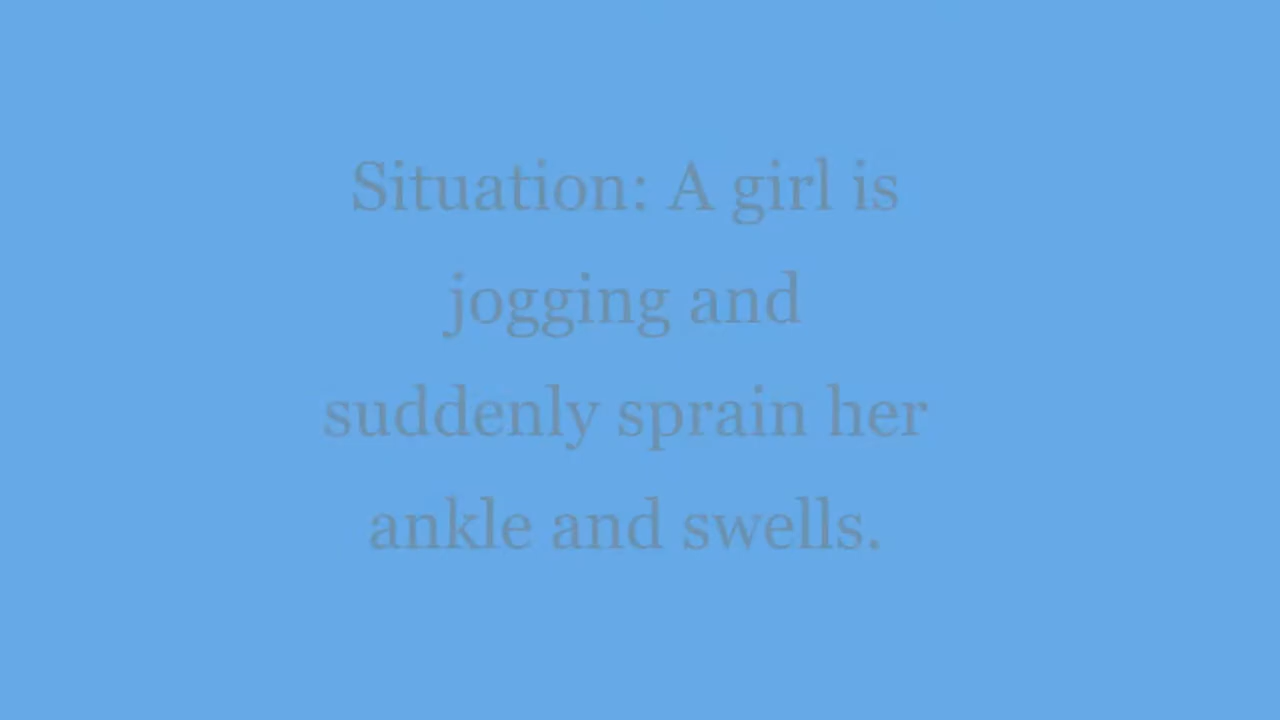 Situation: A girl is
jogging and
suddenly sprain her
ankle and swells.